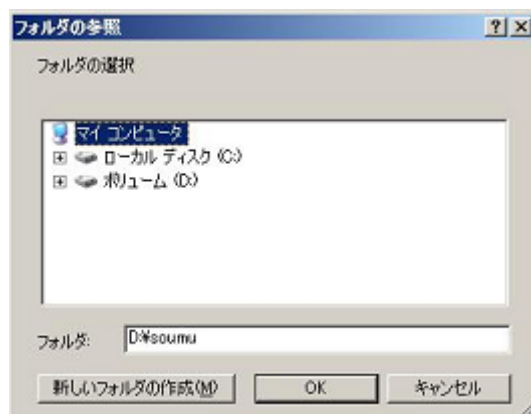 フォルダの参照
フォルダの選択
マイ コンピュータ
ローカル ディスク (C:)
ボリューム (D:)
フォルダ: D:¥soumu
新しいフォルダの作成(M) OK キャンセル